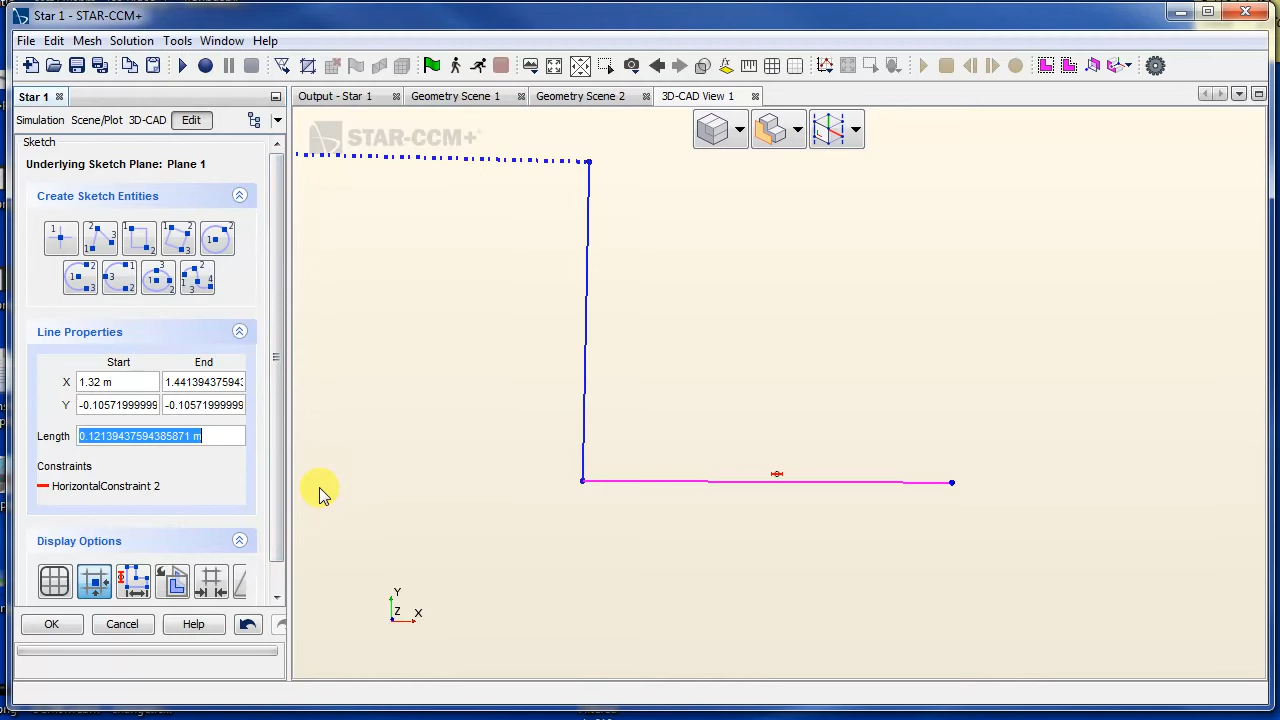 Star 1 - STAR-CCM+
File Edit Mesh Solution Tools Window Help
Star 1
Output - Star 1 Geometry Scene 1 Geometry Scene 2 3D-CAD View 1
Simulation Scene/Plot 3D-CAD Edit
STAR-CCM+
Sketch
Underlying Sketch Plane: Plane 1
Create Sketch Entities
Line Properties
Start End
X 1.32 m 1.441394375943
Y -0.10571999999 -0.10571999999
Length 0.12139437594385871 m
Constraints
HorizontalConstraint 2
Display Options
OK Cancel Help
Y
Z X